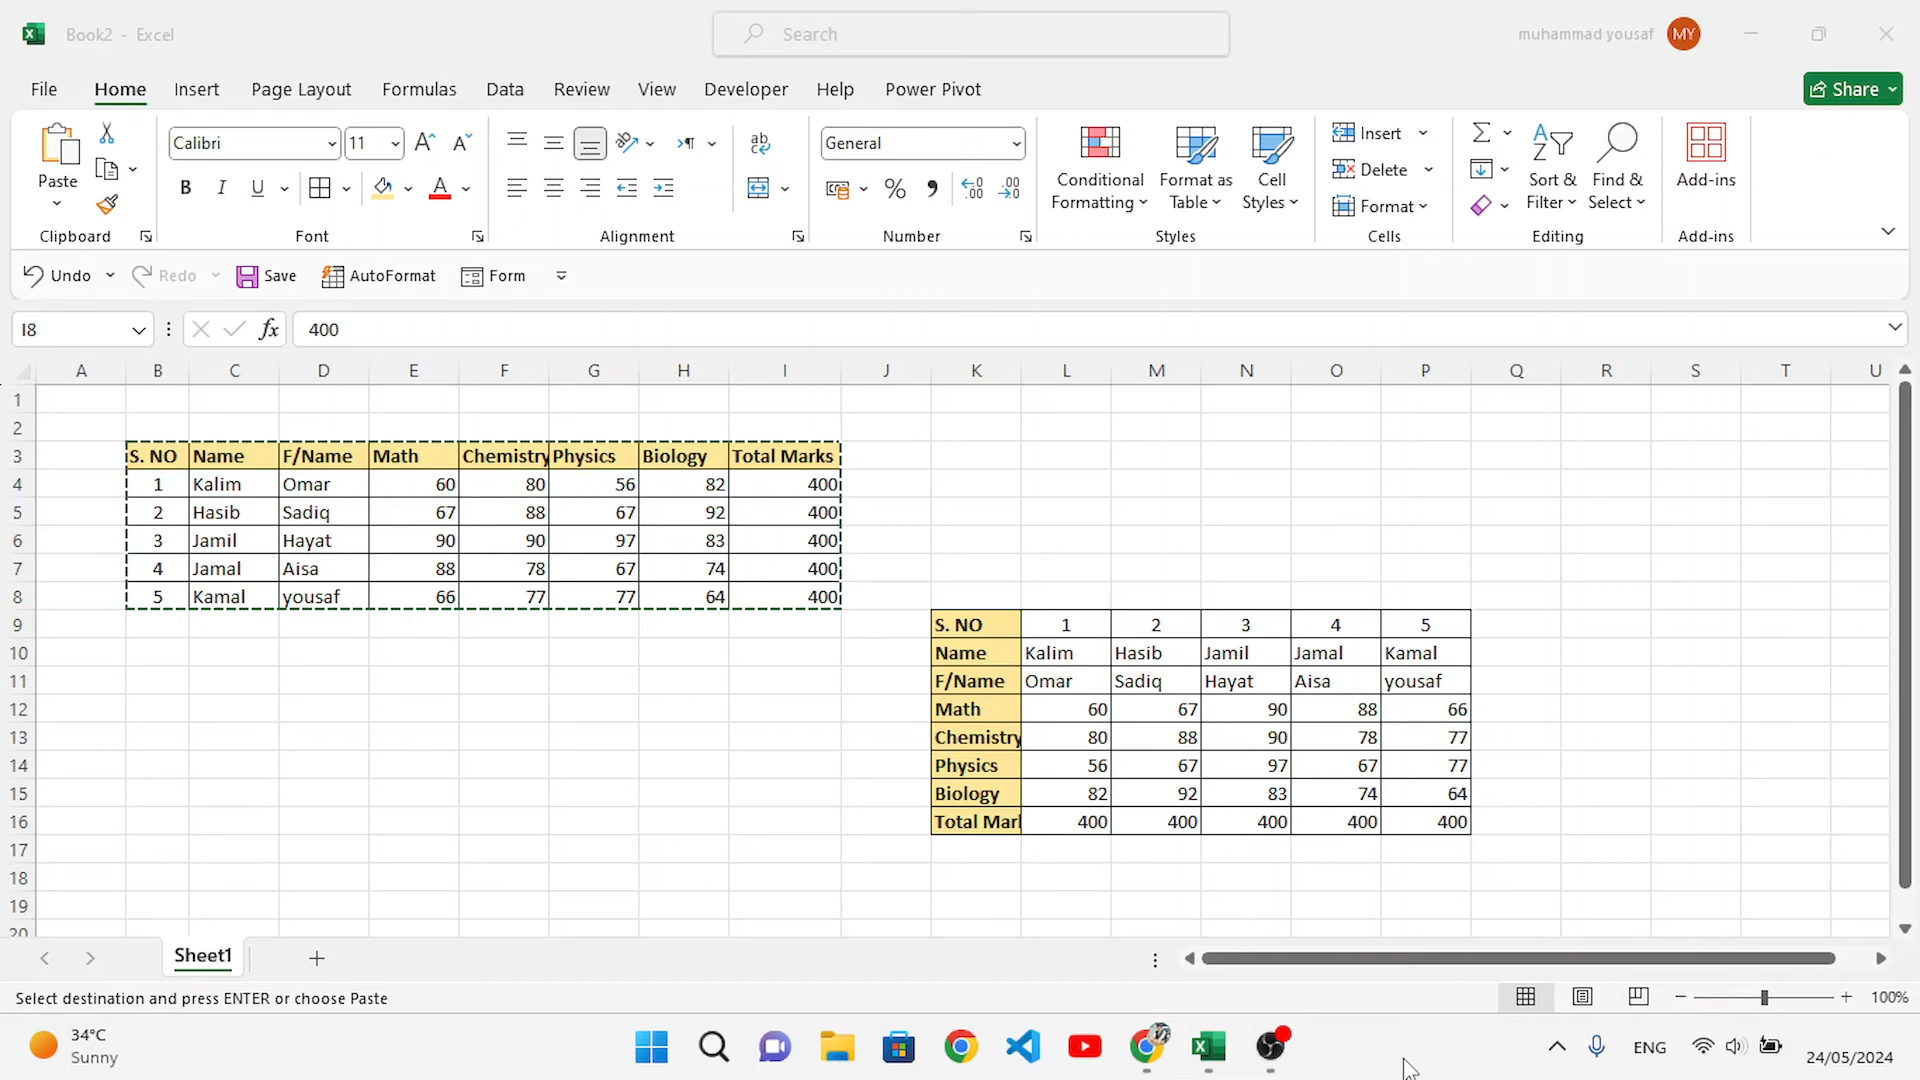 Book2 - Excel
Search
muhammad yousaf MY
File Home Insert Page Layout Formulas Data Review View Developer Help Power Pivot Share
Paste
Clipboard
Calibri 11
B I U
Font
Alignment
General
Number
Conditional Formatting
Format as Table
Cell Styles
Styles
Insert
Delete
Format
Cells
Sort & Filter
Find & Select
Editing
Add-ins
Add-ins
Undo Redo Save AutoFormat Form
I8 fx 400
A B C D E F G H I J K L M N O P Q R S T U
1
2
3 S. NO Name F/Name Math Chemistry Physics Biology Total Marks
4 1 Kalim Omar 60 80 56 82 400
5 2 Hasib Sadiq 67 88 67 92 400
6 3 Jamil Hayat 90 90 97 83 400
7 4 Jamal Aisa 88 78 67 74 400
8 5 Kamal yousaf 66 77 77 64 400
9 S. NO 1 2 3 4 5
10 Name Kalim Hasib Jamil Jamal Kamal
11 F/Name Omar Sadiq Hayat Aisa yousaf
12 Math 60 67 90 88 66
13 Chemistry 80 88 90 78 77
14 Physics 56 67 97 67 77
15 Biology 82 92 83 74 64
16 Total Mar 400 400 400 400 400
17
18
19
20
Sheet1
Select destination and press ENTER or choose Paste 100%
34°C
Sunny
ENG
24/05/2024